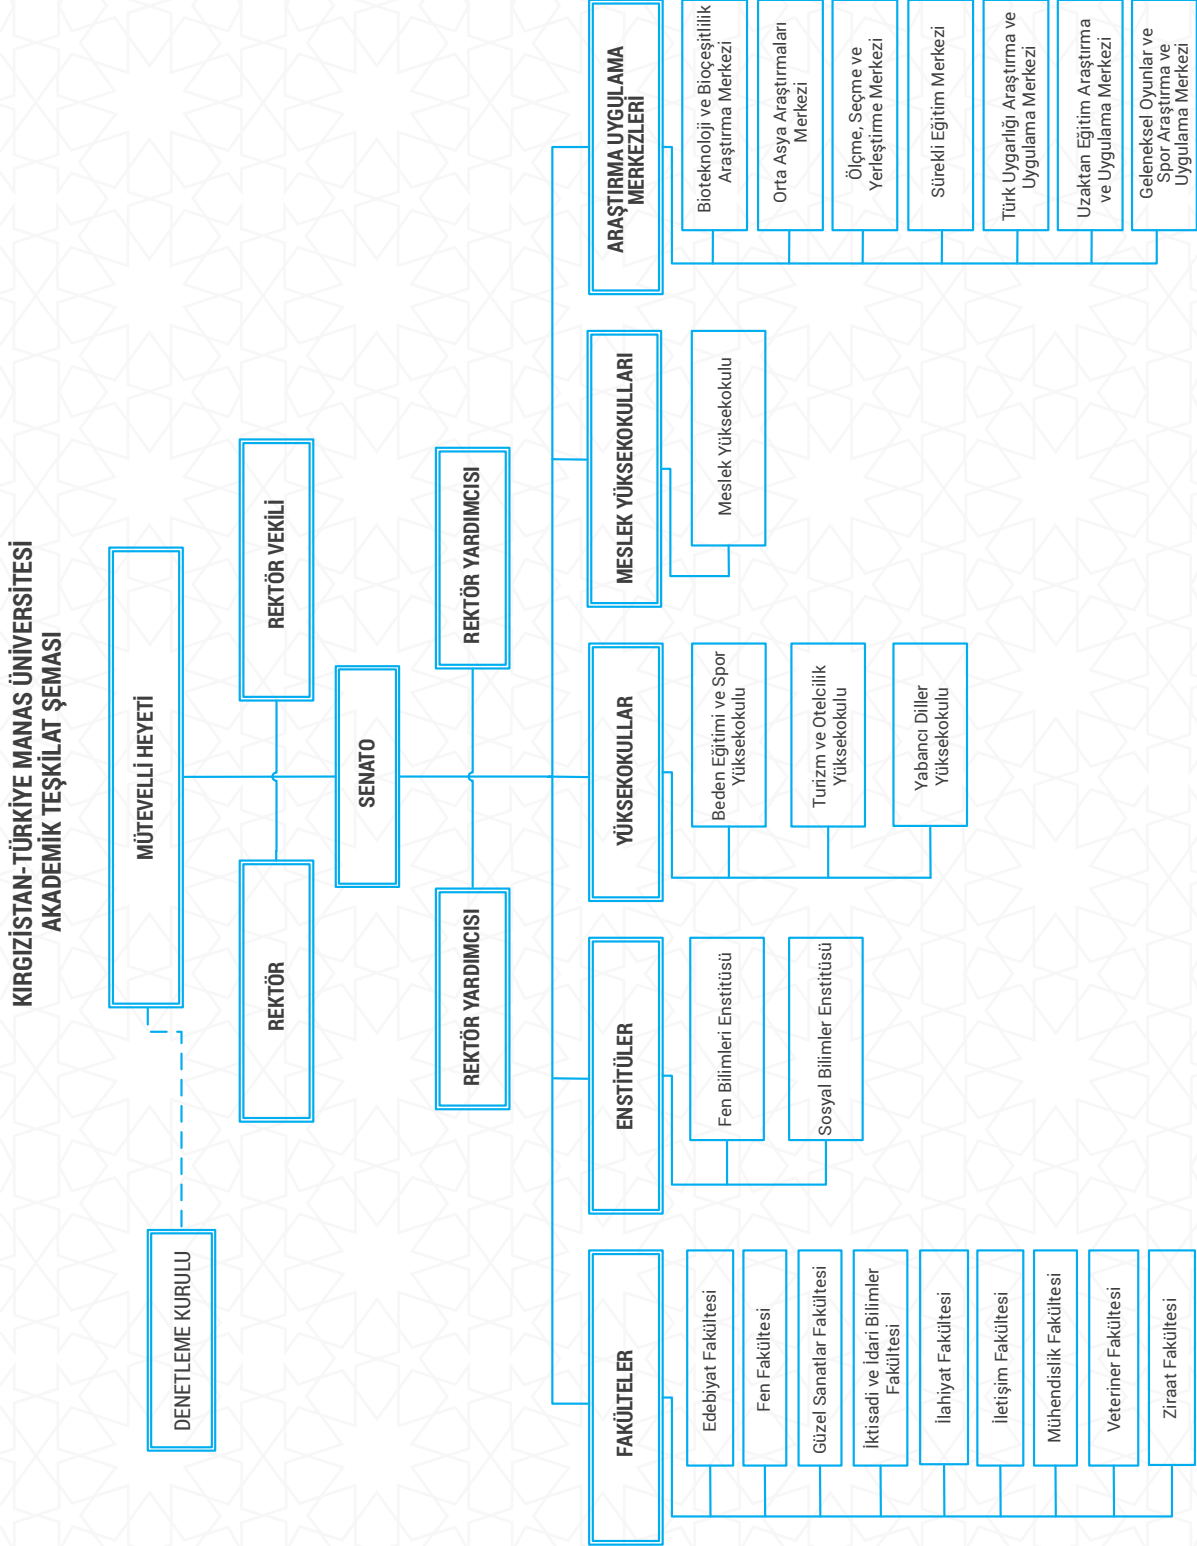 KIRGIZİSTAN-TÜRKİYE MANAS ÜNİVERSİTESİ
AKADEMİK TEŞKİLAT ŞEMASI
MÜTEVELLİ HEYETİ
DENETLEME KURULU
REKTÖR
REKTÖR VEKİLİ
SENATO
REKTÖR YARDIMCISI
REKTÖR YARDIMCISI
FAKÜLTELER
Edebiyat Fakültesi
Fen Fakültesi
Güzel Sanatlar Fakültesi
İktisadi ve İdari Bilimler
Fakültesi
İlahiyat Fakültesi
İletişim Fakültesi
Mühendislik Fakültesi
Veteriner Fakültesi
Ziraat Fakültesi
ENSTİTÜLER
Fen Bilimleri Enstitüsü
Sosyal Bilimler Enstitüsü
YÜKSEKOKULLAR
Beden Eğitimi ve Spor
Yüksekokulu
Turizm ve Otelcilik
Yüksekokulu
Yabancı Diller
Yüksekokulu
MESLEK YÜKSEKOKULLARI
Meslek Yüksekokulu
ARAŞTIRMA UYGULAMA
MERKEZLERİ
Bioteknoloji ve Bioçeşitlilik
Araştırma Merkezi
Orta Asya Araştırmaları
Merkezi
Ölçme, Seçme ve
Yerleştirme Merkezi
Sürekli Eğitim Merkezi
Türk Uygarlığı Araştırma ve
Uygulama Merkezi
Uzaktan Eğitim Araştırma
ve Uygulama Merkezi
Geleneksel Oyunlar ve
Spor Araştırma ve
Uygulama Merkezi